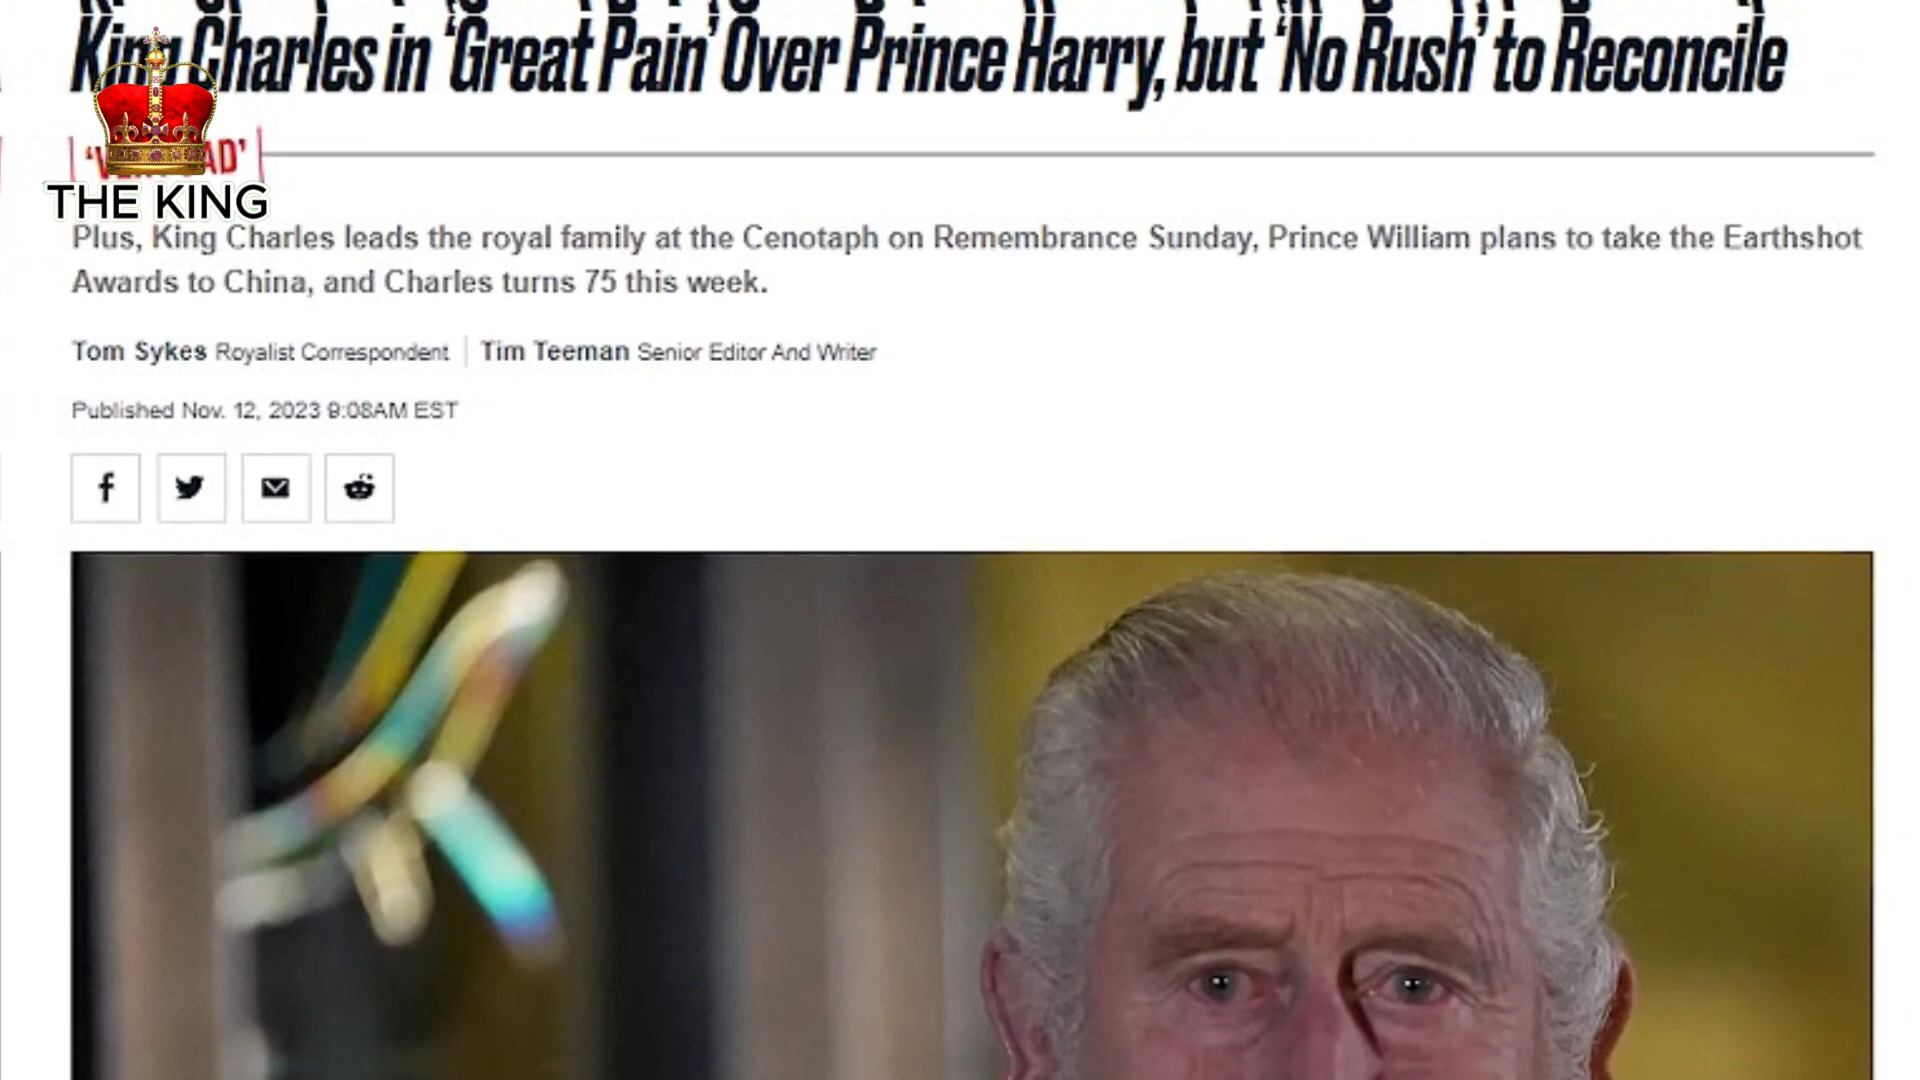 King Charles in ‘Great Pain’ Over Prince Harry, but ‘No Rush’ to Reconcile
THE KING
Plus, King Charles leads the royal family at the Cenotaph on Remembrance Sunday, Prince William plans to take the Earthshot
Awards to China, and Charles turns 75 this week.
Tom Sykes Royalist Correspondent | Tim Teeman Senior Editor And Writer
Published Nov. 12, 2023 9:08AM EST